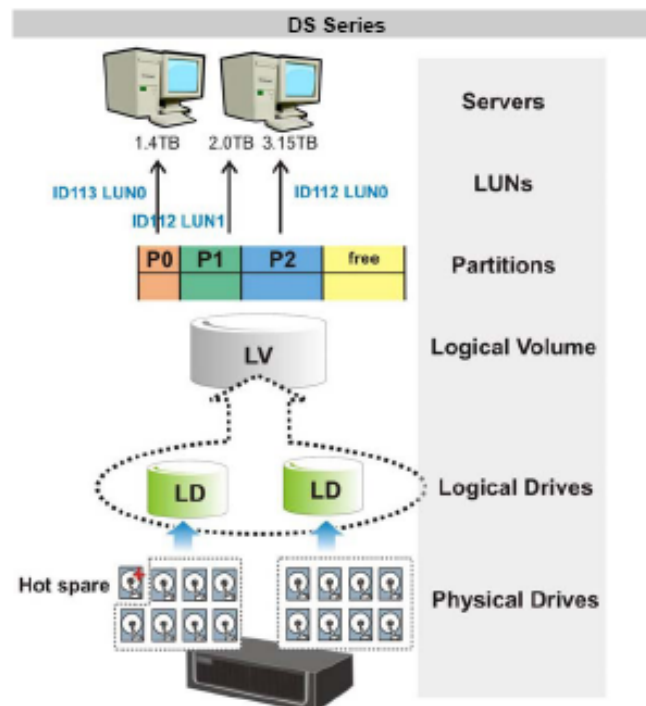 DS Series
Servers
1.4TB 2.0TB 3.15TB
LUNs
ID113 LUN0 ID112 LUN0
ID112 LUN1
P0 P1 P2 free
Partitions
LV
Logical Volume
LD LD
Logical Drives
Hot spare
Physical Drives